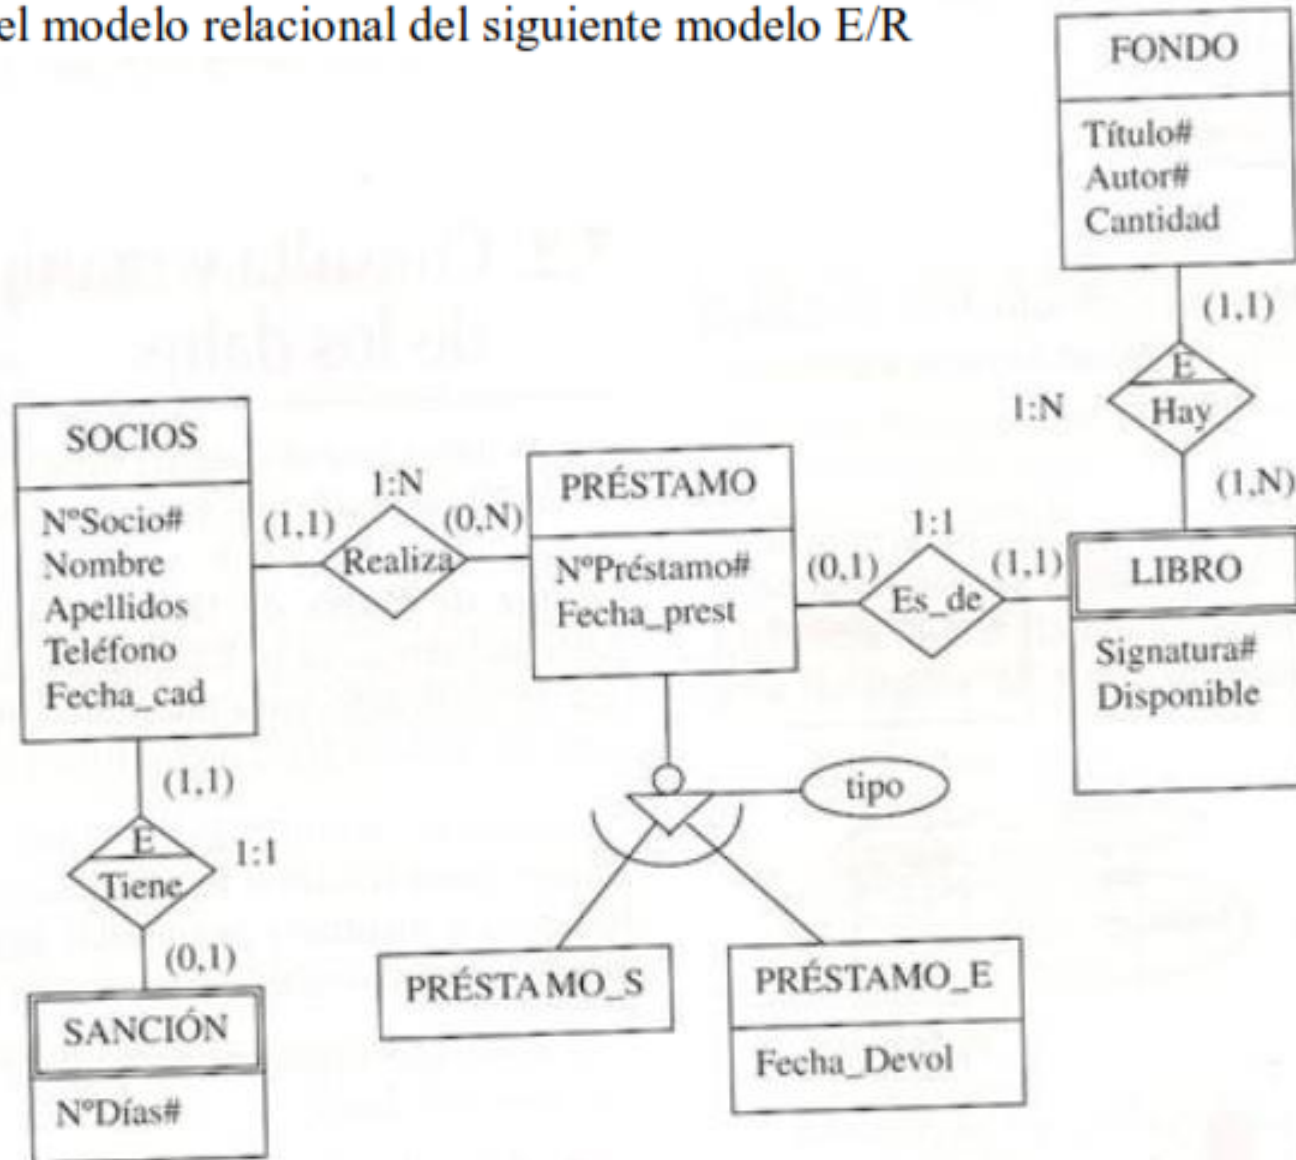 el modelo relacional del siguiente modelo E/R
FONDO
Título#
Autor#
Cantidad
(1,1)
E
Hay
1:N
(1,N)
SOCIOS
NºSocio#
Nombre
Apellidos
Teléfono
Fecha_cad
(1,1)
1:N
Realiza
(0,N)
PRÉSTAMO
NºPréstamo#
Fecha_prest
(0,1)
1:1
Es_de
(1,1)
LIBRO
Signatura#
Disponible
tipo
(1,1)
E
Tiene
1:1
(0,1)
SANCIÓN
NºDías#
PRÉSTAMO_S
PRÉSTAMO_E
Fecha_Devol